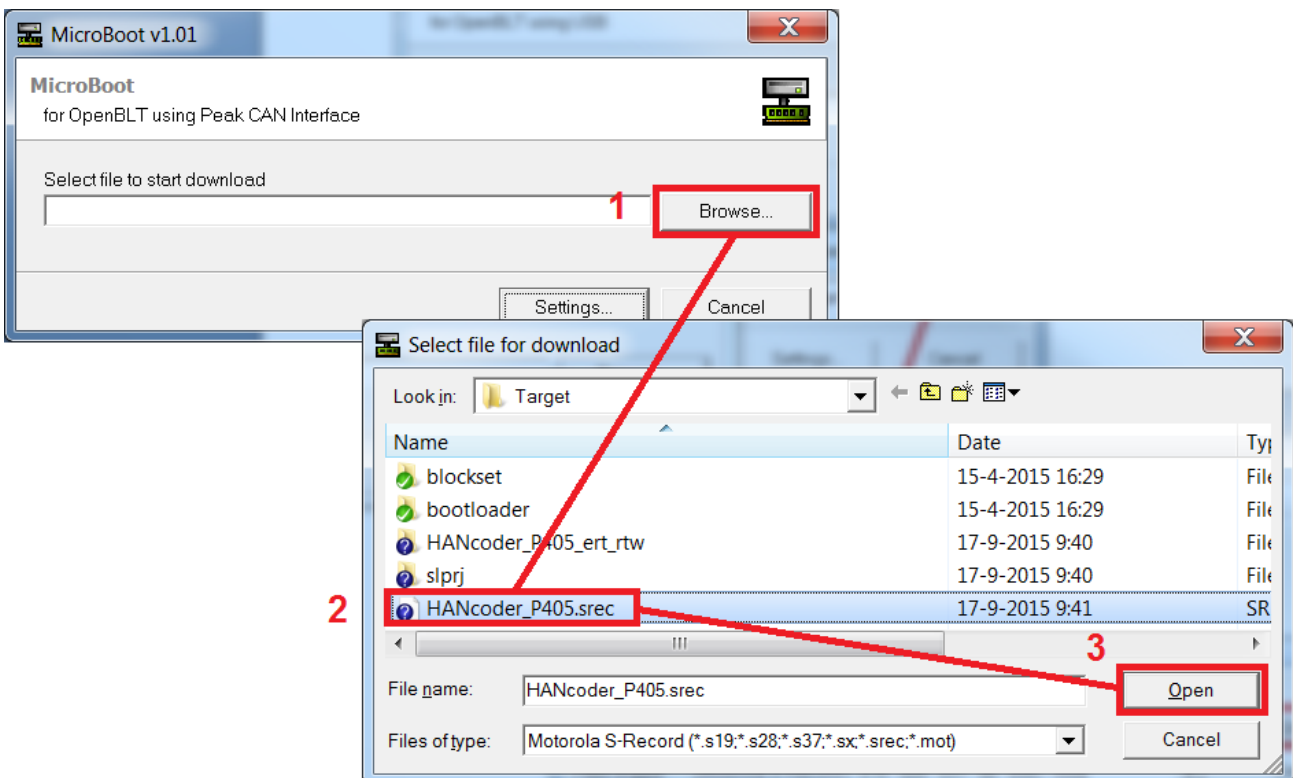 MicroBoot v1.01
MicroBoot
for OpenBLT using Peak CAN Interface
Select file to start download
1
Browse...
Settings...
Cancel
Select file for download
Look in:
Target
Name
Date
Typ
blockset
15-4-2015 16:29
File
bootloader
15-4-2015 16:29
File
HANcoder_P405_ert_rtw
17-9-2015 9:40
File
slprj
17-9-2015 9:40
File
2
HANcoder_P405.srec
17-9-2015 9:41
SR
3
File name:
HANcoder_P405.srec
Open
Files of type:
Motorola S-Record (*.s19;*.s28;*.s37;*.sx;*.srec;*.mot)
Cancel